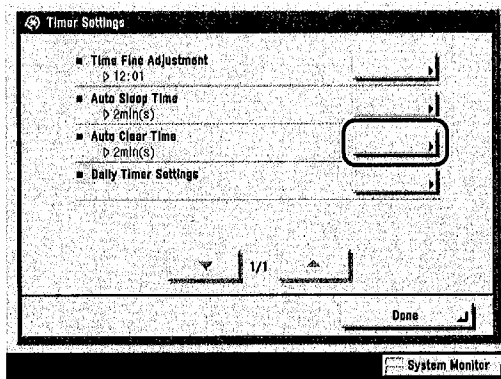 Timer Settings
Time Fine Adjustment
12:01
Auto Sleep Time
2min(s)
Auto Clear Time
2min(s)
Daily Timer Settings
1/1
Done
System Monitor